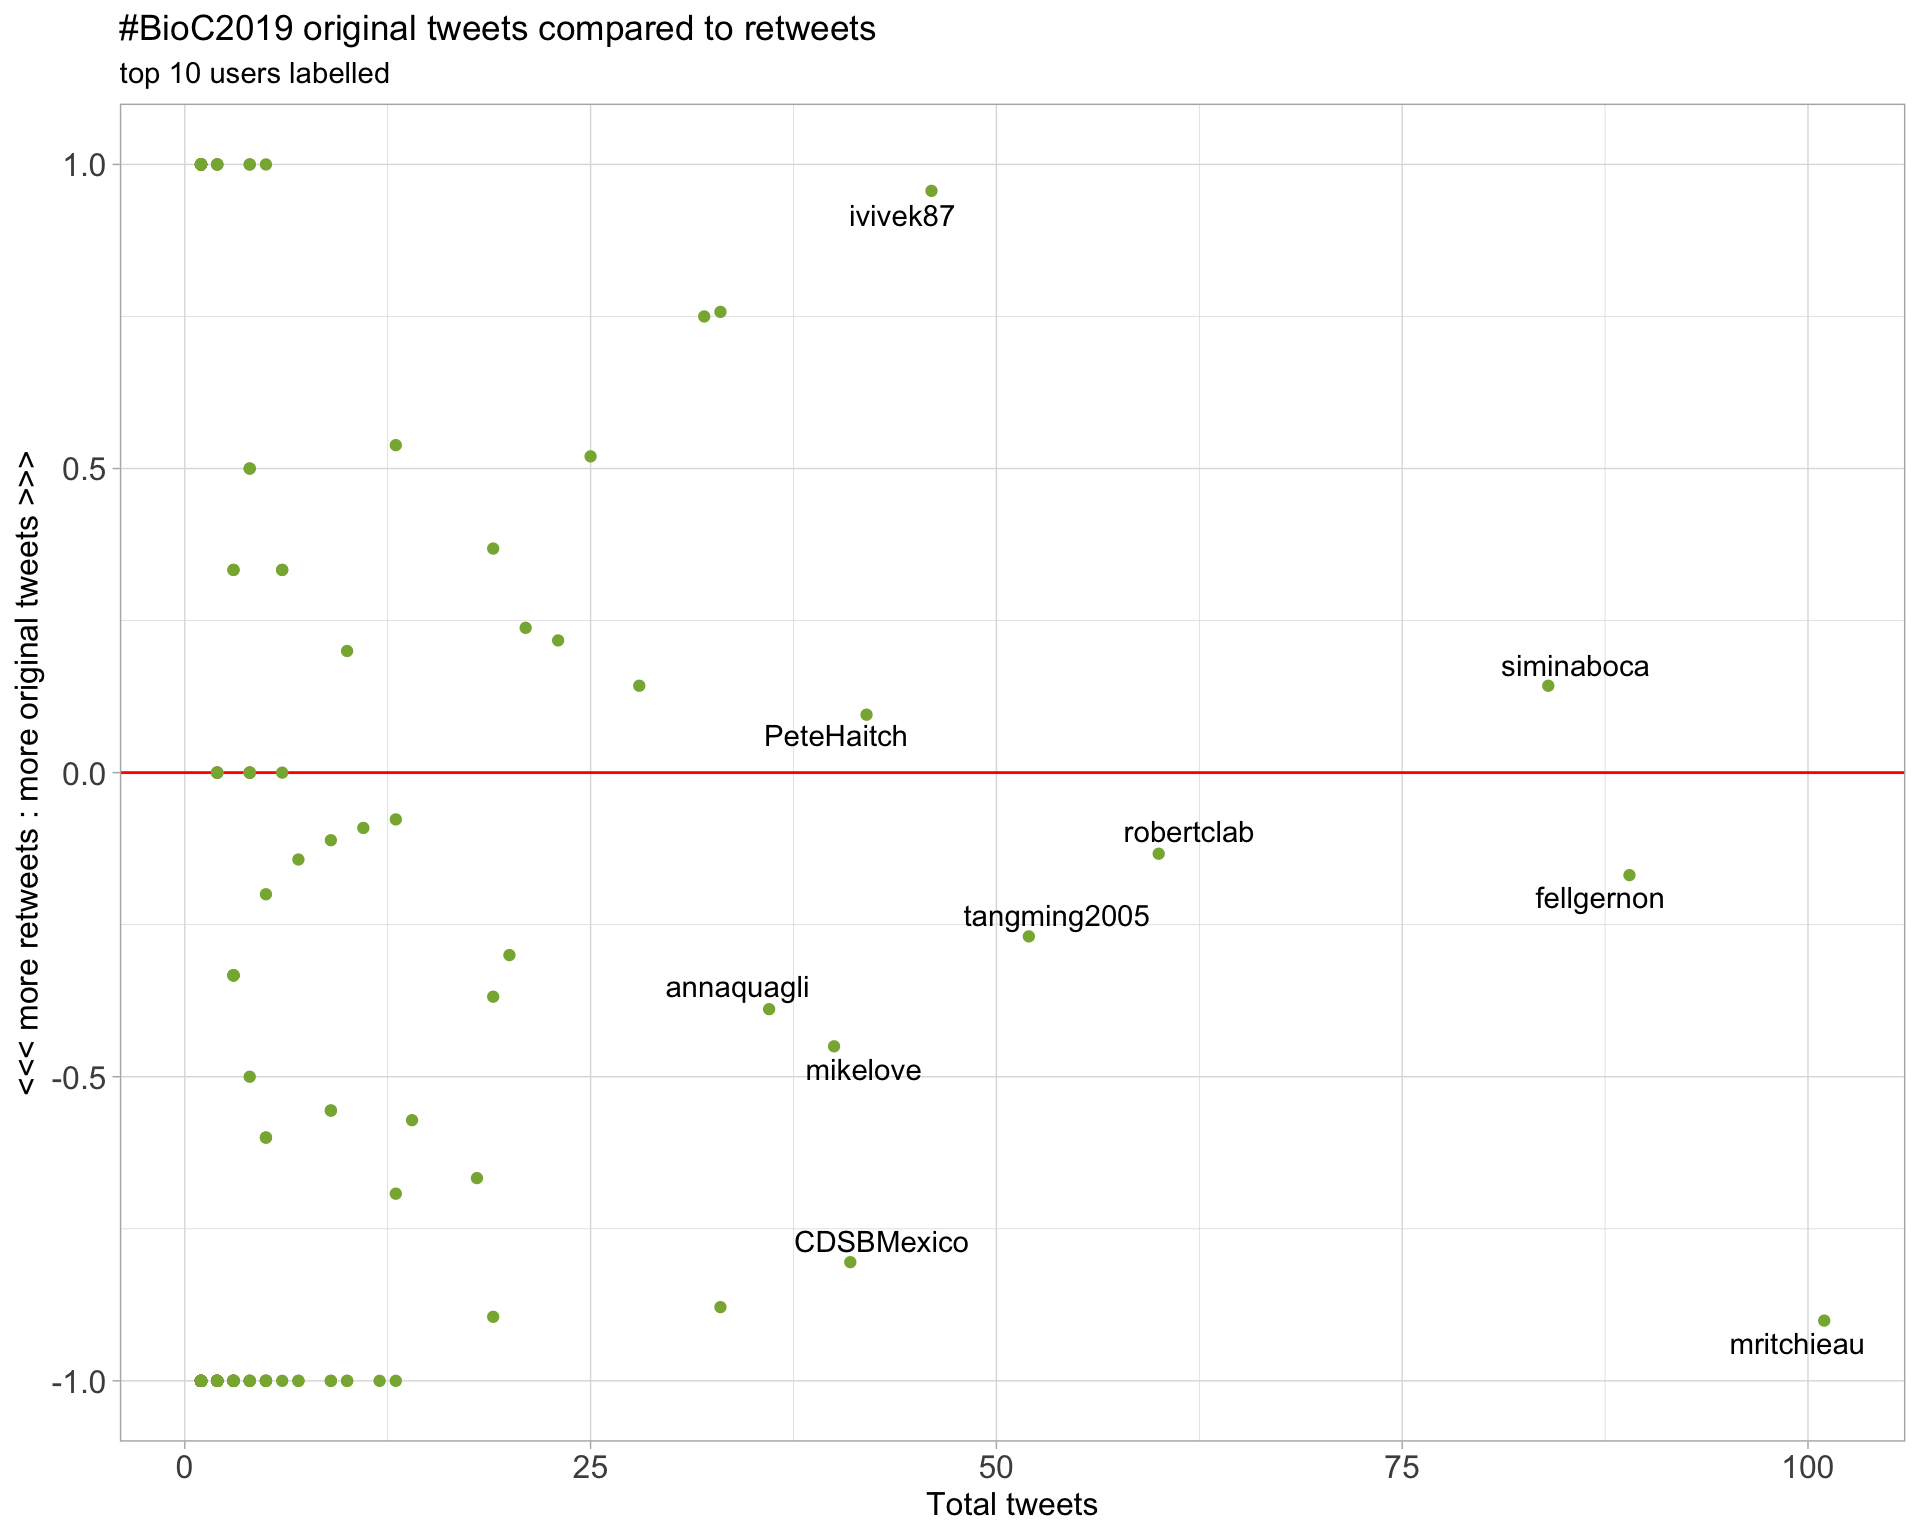 #BioC2019 original tweets compared to retweets
top 10 users labelled
<<< more retweets : more original tweets >>>
1.0
0.5
0.0
-0.5
-1.0
ivivek87
siminaboca
PeteHaitch
robertclab
fellgernon
tangming2005
annaquagli
mikelove
CDSBMexico
mritchieau
0
25
50
75
100
Total tweets